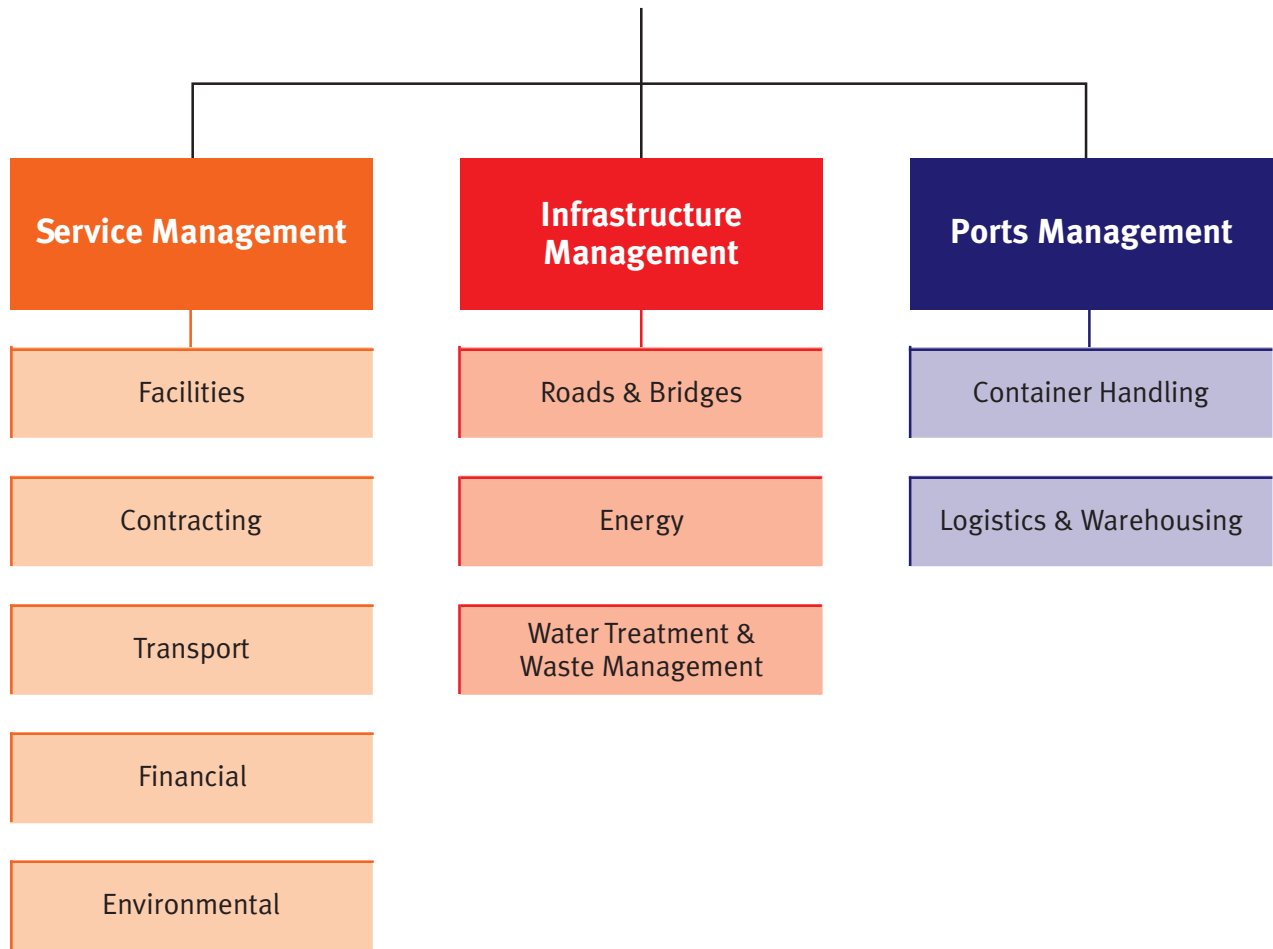 Service Management
Facilities
Contracting
Transport
Financial
Environmental
Infrastructure
Management
Roads & Bridges
Energy
Water Treatment &
Waste Management
Ports Management
Container Handling
Logistics & Warehousing